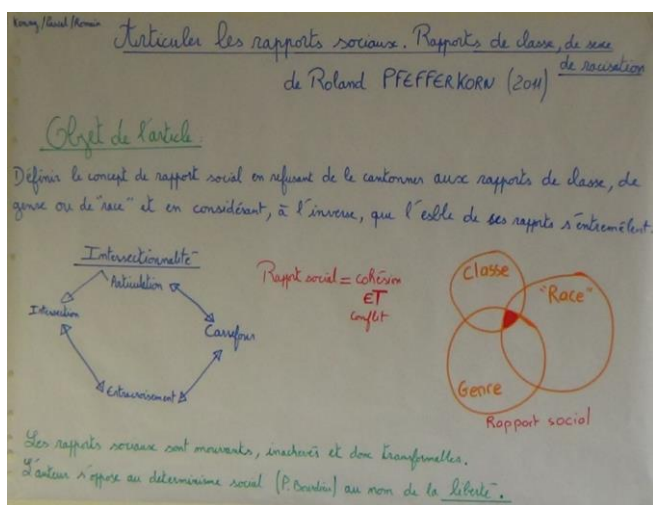 /Pascal/Romain
Articuler les rapports sociaux. Rapports de classe, de sexe
de racisation
de Roland PFEFFERKORN (2011)
Objet de l'article :
Définir le concept de rapport social en refusant de le cantonner aux rapports de classe, de
genre ou de "race" et en considérant, à l'inverse, que l'esble de ses rapports s'entremêlent.
Intersectionnalité
Articulation
Intersection
Carrefour
Entrecroisement
Rapport social = cohésion
ET
conflit
Classe
"Race"
Genre
Rapport social
Les rapports sociaux sont mouvants, inachevés et donc transformables.
L'auteur s'oppose au déterminisme social (P. Bourdieu) au nom de la liberté.